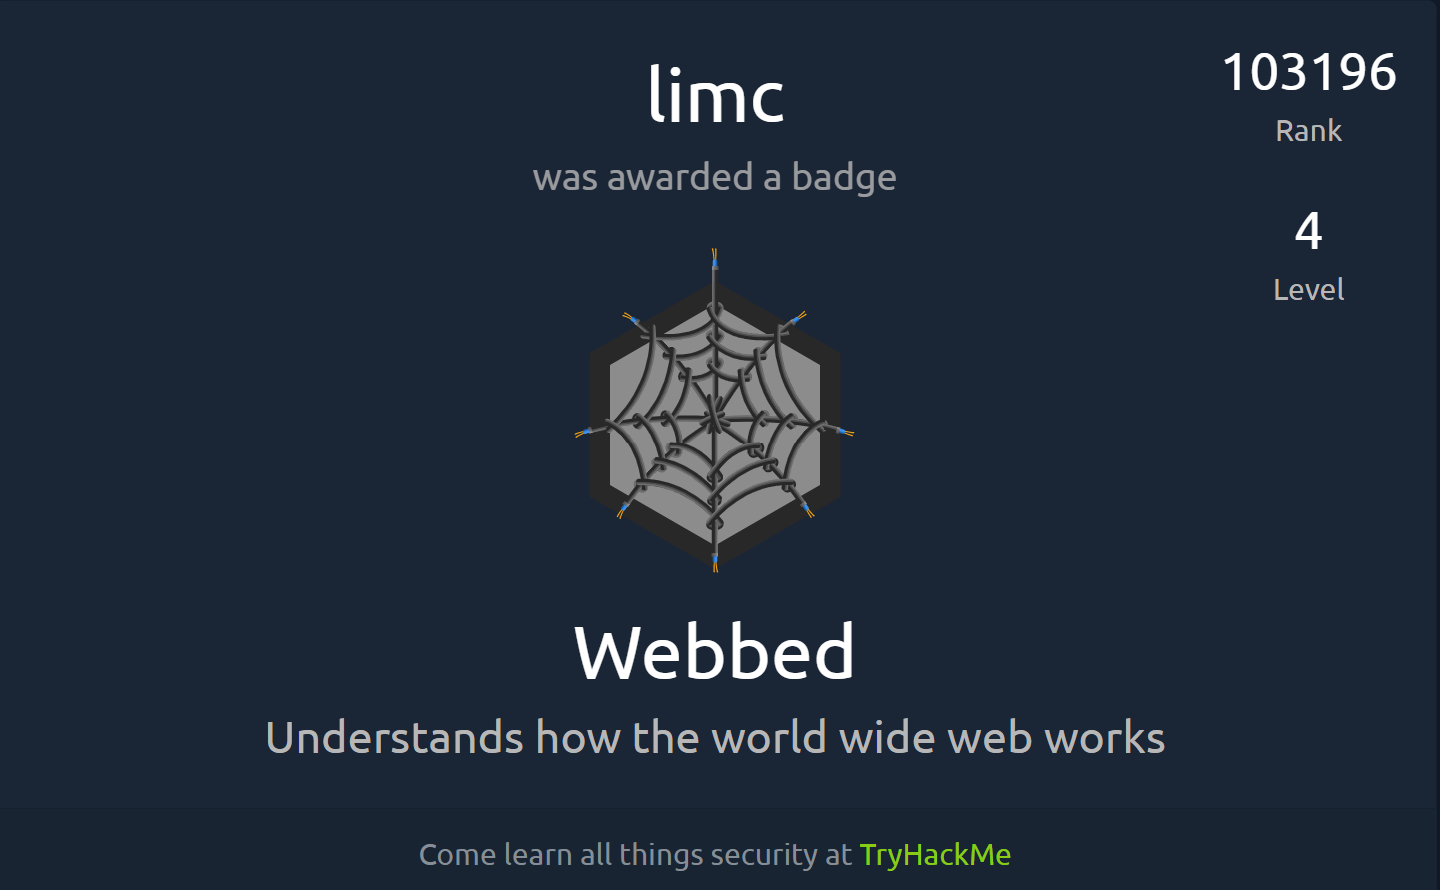 limc
was awarded a badge
103196
Rank
4
Level
Webbed
Understands how the world wide web works
Come learn all things security at TryHackMe